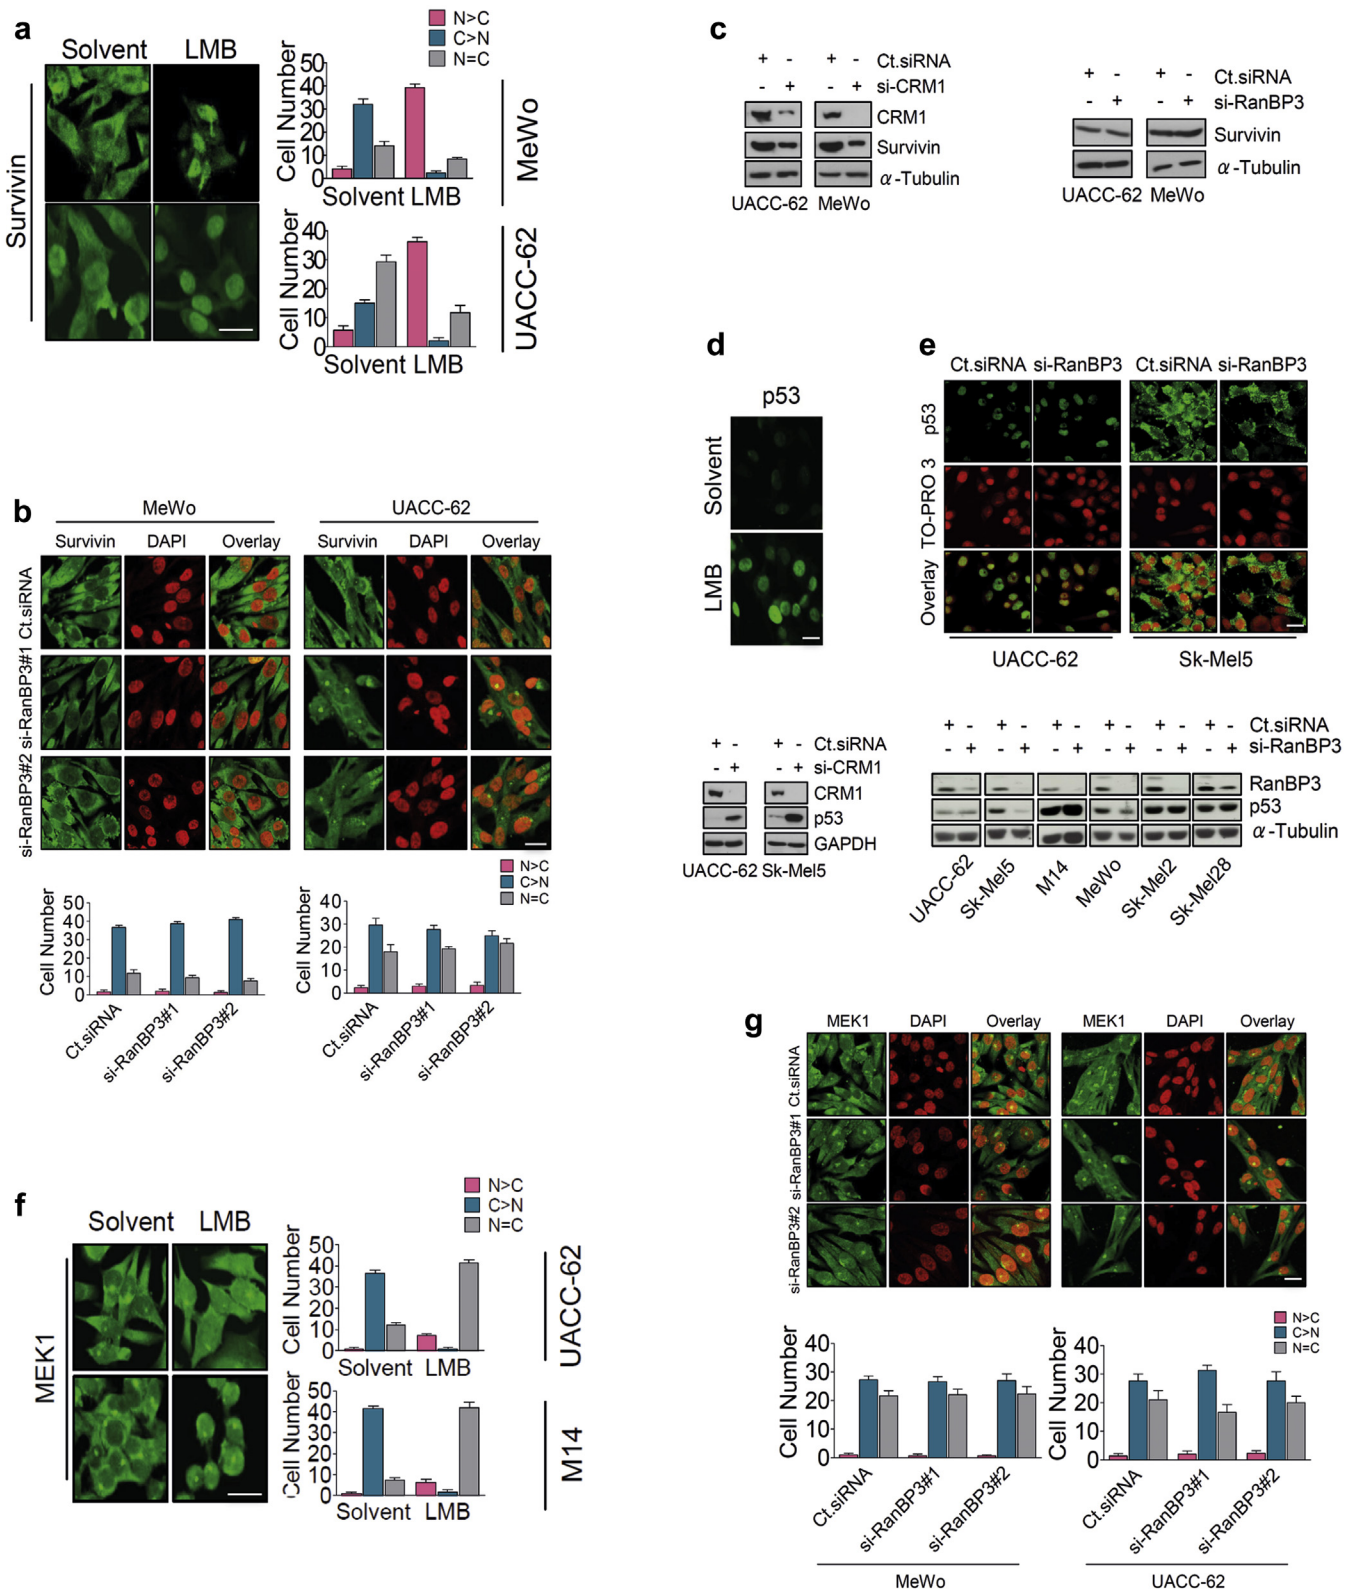 a
Solvent LMB
Survivin
N>C
C>N
N=C
Cell Number
50
40
30
20
10
0
Solvent LMB
MeWo
Cell Number
40
30
20
10
0
Solvent LMB
UACC-62
b
MeWo
UACC-62
Survivin DAPI Overlay
Survivin DAPI Overlay
Ct.siRNA
si-RanBP3#1
si-RanBP3#2
N>C
C>N
N=C
Cell Number
50
40
30
20
10
0
Ct.siRNA
si-RanBP3#1
si-RanBP3#2
Cell Number
40
30
20
10
0
Ct.siRNA
si-RanBP3#1
si-RanBP3#2
c
+ - + - Ct.siRNA
- + - + si-CRM1
CRM1
Survivin
α-Tubulin
UACC-62 MeWo
+ - + - Ct.siRNA
- + - + si-RanBP3
Survivin
α-Tubulin
UACC-62 MeWo
d
p53
Solvent
LMB
+ - + - Ct.siRNA
- + - + si-CRM1
CRM1
p53
GAPDH
UACC-62 Sk-Mel5
e
Ct.siRNA si-RanBP3 Ct.siRNA si-RanBP3
p53
TO-PRO 3
Overlay
UACC-62
Sk-Mel5
+ - + - + - + - + - + - Ct.siRNA
- + - + - + - + - + - + si-RanBP3
RanBP3
p53
α-Tubulin
UACC-62
Sk-Mel5
M14
MeWo
Sk-Mel2
Sk-Mel28
f
Solvent LMB
MEK1
N>C
C>N
N=C
Cell Number
50
40
30
20
10
0
Solvent LMB
UACC-62
Cell Number
50
40
30
20
10
0
Solvent LMB
M14
g
MEK1 DAPI Overlay
MEK1 DAPI Overlay
Ct.siRNA
si-RanBP3#1
si-RanBP3#2
N>C
C>N
N=C
Cell Number
40
30
20
10
0
Ct.siRNA
si-RanBP3#1
si-RanBP3#2
MeWo
Cell Number
40
30
20
10
0
Ct.siRNA
si-RanBP3#1
si-RanBP3#2
UACC-62